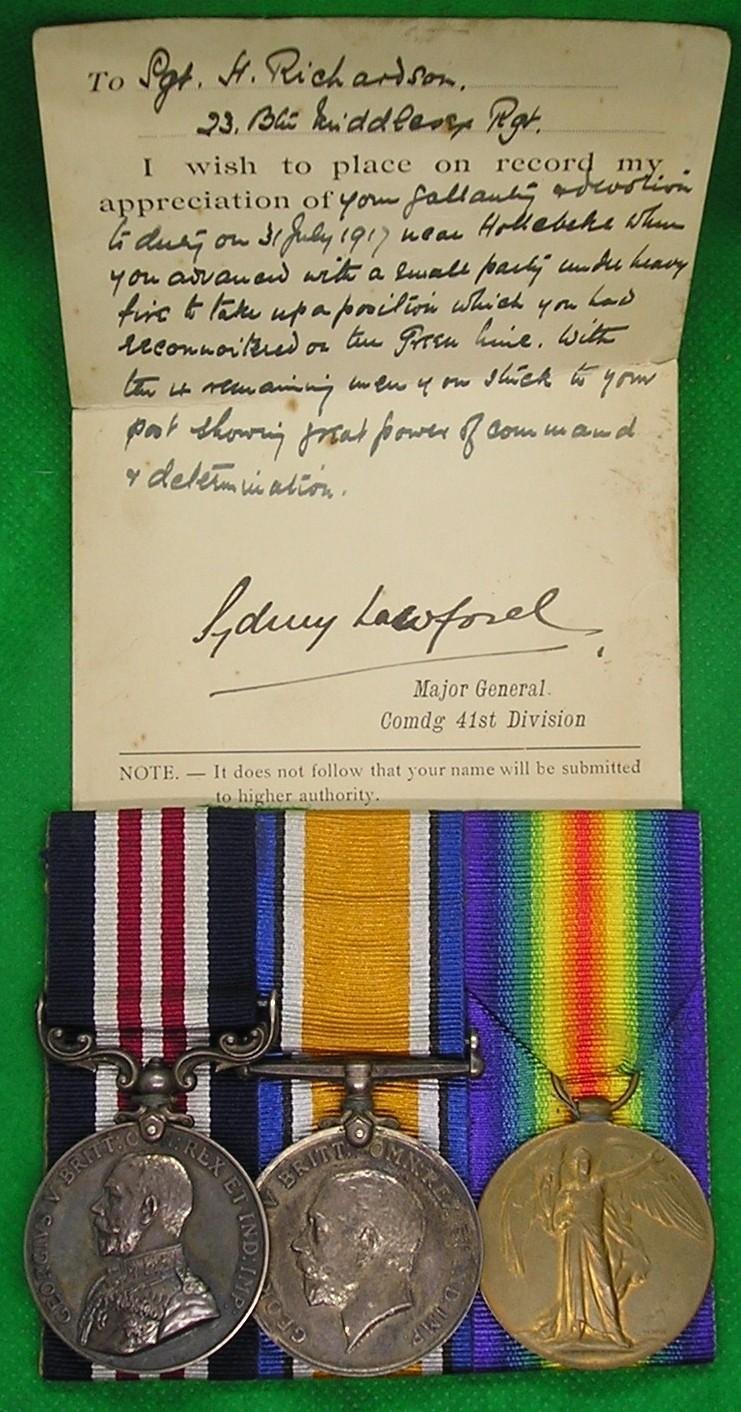 To Sgt. H. Richardson.
23. Btn Middlesex Rgt.
I wish to place on record my
appreciation of your gallantry & devotion
to duty on 31 July 1917 near Hollebeke when
you advanced with a small party under heavy
fire to take up a position which you had
reconnoitered on the Green Line. With
the 4 remaining men you stuck to your
post showing great power of command
& determination.
Sydney Lawford
Major General.
Comdg 41st Division
NOTE. — It does not follow that your name will be submitted
to higher authority.
GEORGIVS V BRITT: O REX ET IND: IMP:
GEOR V BRITT: OMN: REX ET IND: IMP: